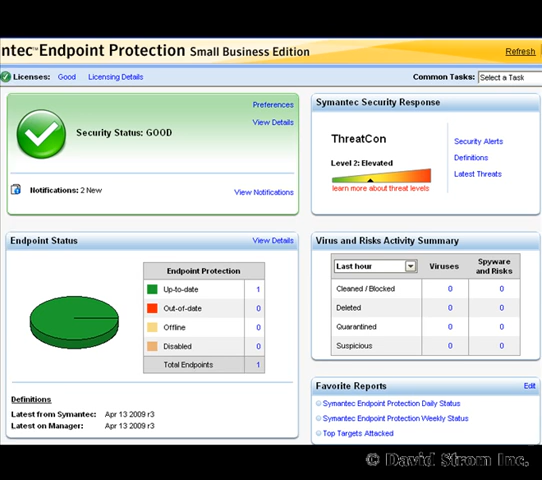 ntec™ Endpoint Protection Small Business Edition
Refresh
Licenses: Good Licensing Details
Common Tasks: Select a Task
Preferences
View Details
Security Status: GOOD
Notifications: 2 New
View Notifications
Symantec Security Response
ThreatCon
Level 2: Elevated
learn more about threat levels
Security Alerts
Definitions
Latest Threats
Endpoint Status
View Details
Endpoint Protection
Up-to-date 1
Out-of-date 0
Offline 0
Disabled 0
Total Endpoints 1
Definitions
Latest from Symantec: Apr 13 2009 r3
Latest on Manager: Apr 13 2009 r3
Virus and Risks Activity Summary
Last hour Viruses Spyware and Risks
Cleaned / Blocked 0 0
Deleted 0 0
Quarantined 0 0
Suspicious 0 0
Favorite Reports
Edit
Symantec Endpoint Protection Daily Status
Symantec Endpoint Protection Weekly Status
Top Targets Attacked
© David Strom Inc.